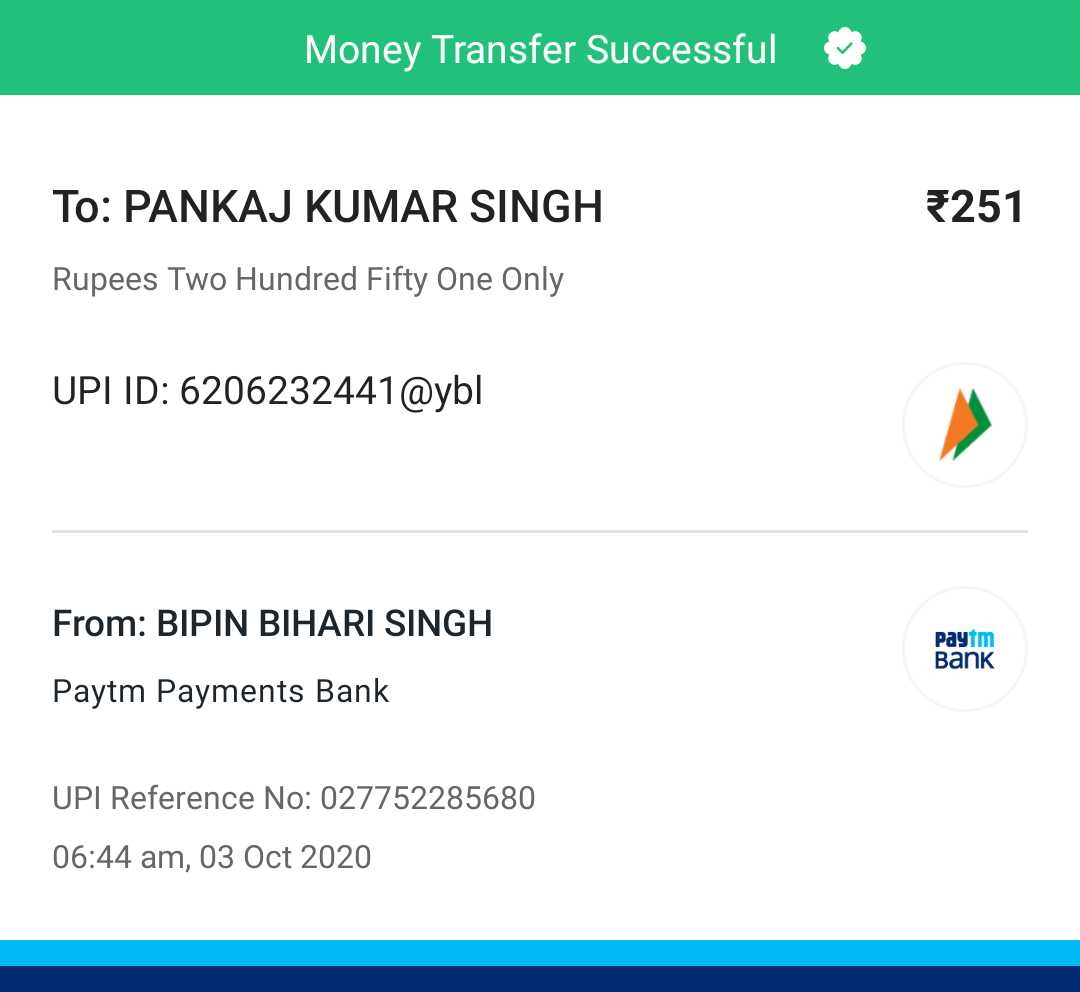 Money Transfer Successful
To: PANKAJ KUMAR SINGH ₹251
Rupees Two Hundred Fifty One Only
UPI ID: 6206232441@ybl
From: BIPIN BIHARI SINGH
paytm
BANK
Paytm Payments Bank
UPI Reference No: 027752285680
06:44 am, 03 Oct 2020